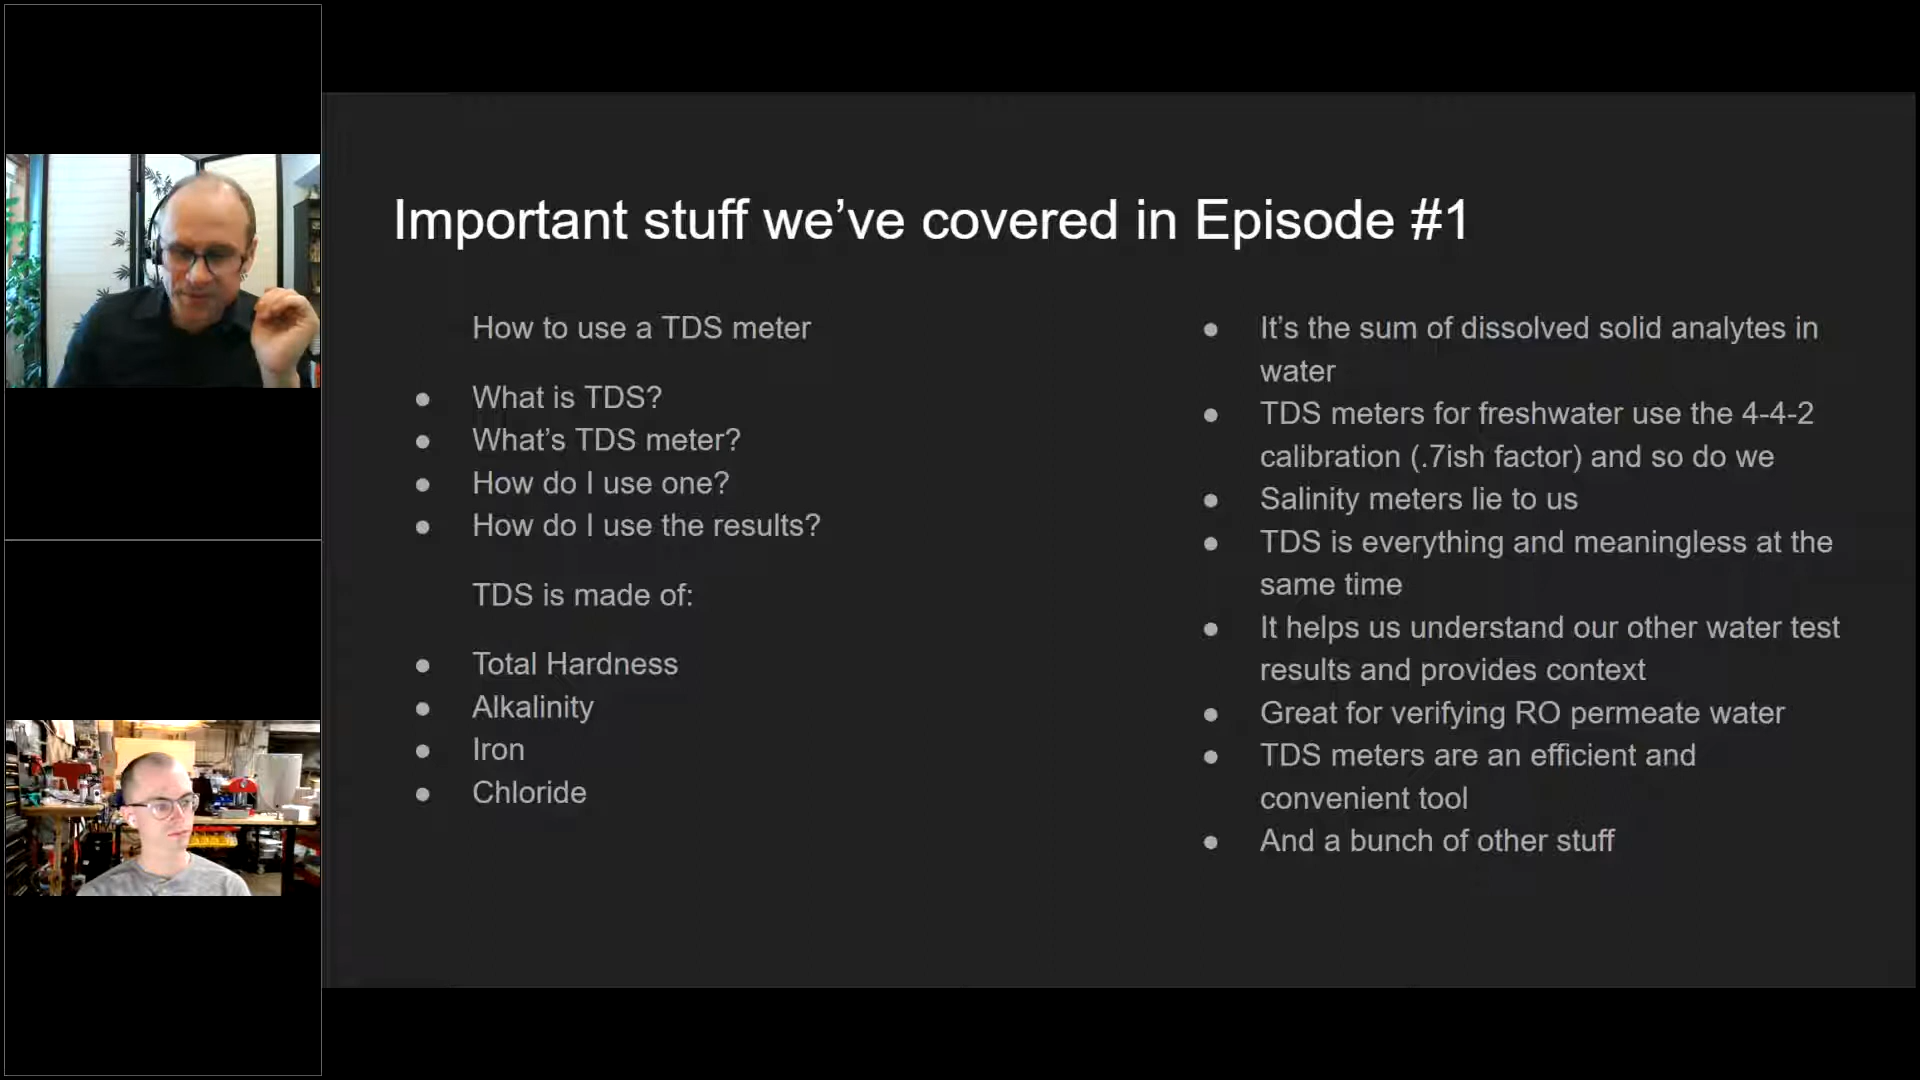 Important stuff we’ve covered in Episode #1
How to use a TDS meter
● What is TDS?
● What’s TDS meter?
● How do I use one?
● How do I use the results?
TDS is made of:
● Total Hardness
● Alkalinity
● Iron
● Chloride
● It’s the sum of dissolved solid analytes in
water
● TDS meters for freshwater use the 4-4-2
calibration (.7ish factor) and so do we
● Salinity meters lie to us
● TDS is everything and meaningless at the
same time
● It helps us understand our other water test
results and provides context
● Great for verifying RO permeate water
● TDS meters are an efficient and
convenient tool
● And a bunch of other stuff